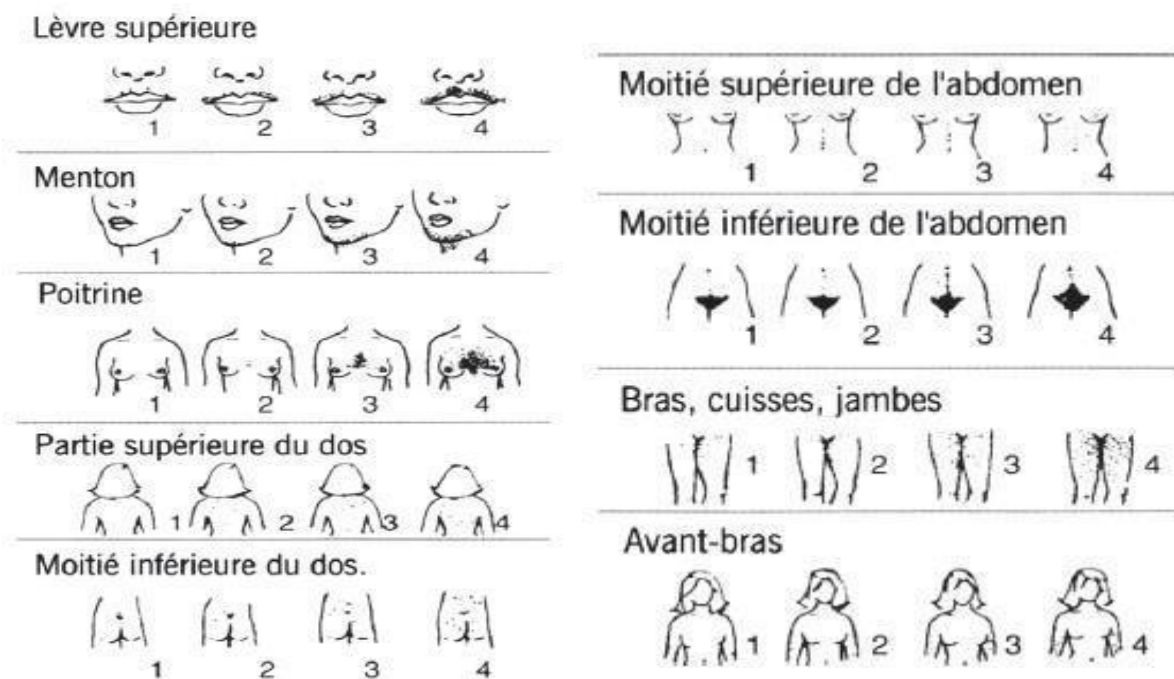 Lèvre supérieure
1 2 3 4
Menton
1 2 3 4
Poitrine
1 2 3 4
Partie supérieure du dos
1 2 3 4
Moitié inférieure du dos.
1 2 3 4
Moitié supérieure de l'abdomen
1 2 3 4
Moitié inférieure de l'abdomen
1 2 3 4
Bras, cuisses, jambes
1 2 3 4
Avant-bras
1 2 3 4